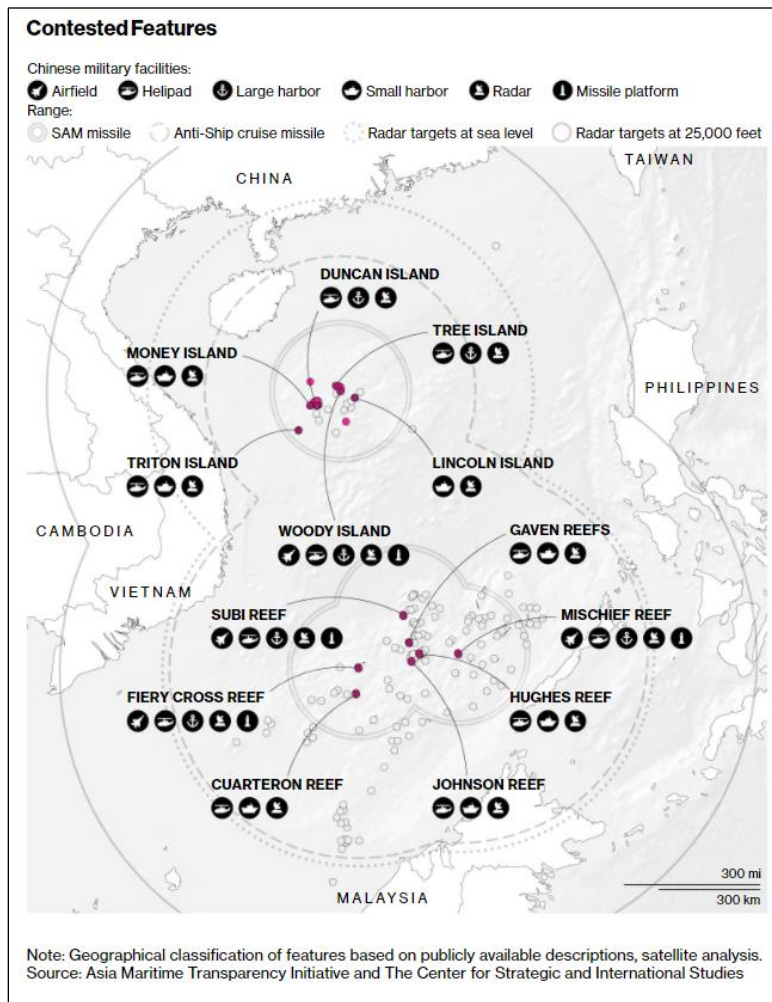 Contested Features
Chinese military facilities:
Airfield Helipad Large harbor Small harbor Radar Missile platform
Range:
SAM missile Anti-Ship cruise missile Radar targets at sea level Radar targets at 25,000 feet
TAIWAN
CHINA
DUNCAN ISLAND
TREE ISLAND
MONEY ISLAND
PHILIPPINES
TRITON ISLAND
LINCOLN ISLAND
CAMBODIA
WOODY ISLAND
GAVEN REEFS
VIETNAM
SUBI REEF
MISCHIEF REEF
FIERY CROSS REEF
HUGHES REEF
CUARTERON REEF
JOHNSON REEF
300 mi
300 km
MALAYSIA
Note: Geographical classification of features based on publicly available descriptions, satellite analysis.
Source: Asia Maritime Transparency Initiative and The Center for Strategic and International Studies